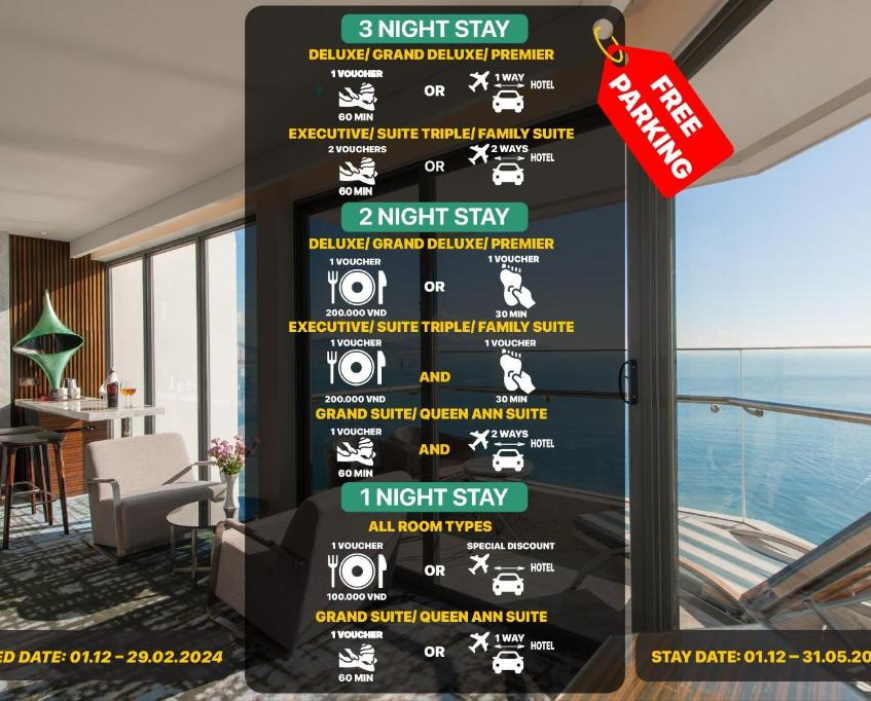 3 NIGHT STAY
DELUXE/ GRAND DELUXE/ PREMIER
1 VOUCHER
60 MIN
OR
1 WAY
HOTEL
EXECUTIVE/ SUITE TRIPLE/ FAMILY SUITE
2 VOUCHERS
60 MIN
OR
2 WAYS
HOTEL
FREE
PARKING
2 NIGHT STAY
DELUXE/ GRAND DELUXE/ PREMIER
1 VOUCHER
200.000 VND
OR
1 VOUCHER
30 MIN
EXECUTIVE/ SUITE TRIPLE/ FAMILY SUITE
1 VOUCHER
200.000 VND
AND
1 VOUCHER
30 MIN
GRAND SUITE/ QUEEN ANN SUITE
1 VOUCHER
60 MIN
AND
2 WAYS
HOTEL
1 NIGHT STAY
ALL ROOM TYPES
1 VOUCHER
100.000 VND
OR
SPECIAL DISCOUNT
HOTEL
GRAND SUITE/ QUEEN ANN SUITE
1 VOUCHER
60 MIN
OR
1 WAY
HOTEL
DATE: 01.12 – 29.02.2024
STAY DATE: 01.12 – 31.05.20